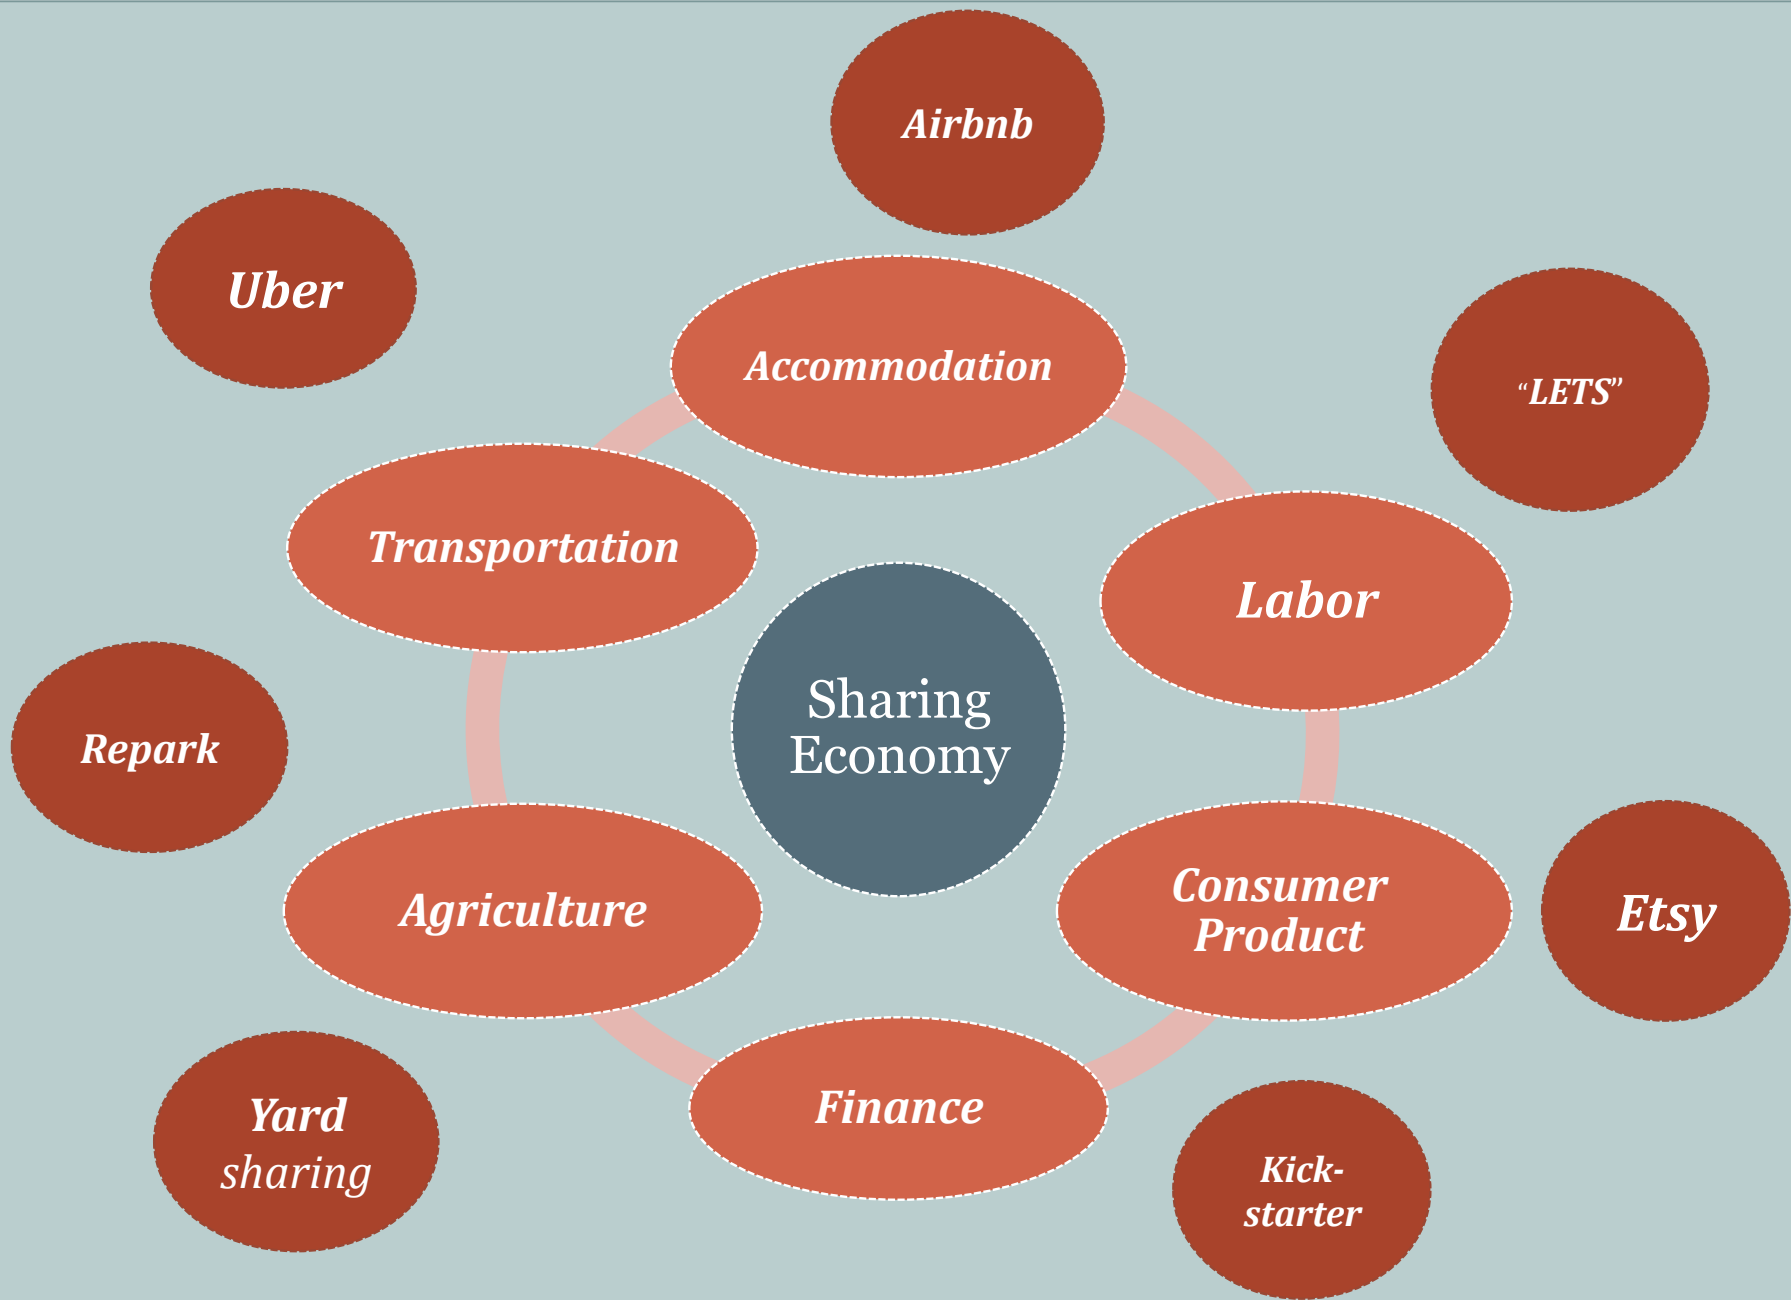 Airbnb
Uber
Accommodation
“LETS”
Transportation
Labor
Sharing
Economy
Repark
Agriculture
Consumer
Product
Etsy
Finance
Yard
sharing
Kick-
starter